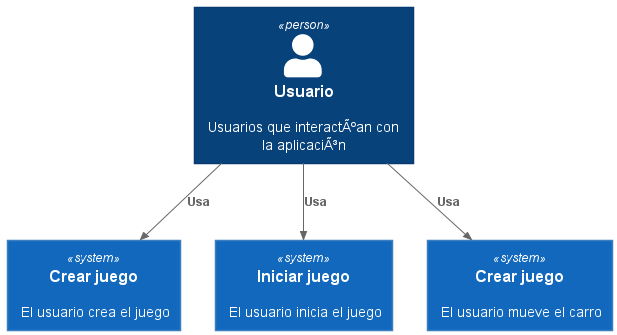 «person»
Usuario
Usuarios que interactÃºan con
la aplicaciÃ³n
Usa
Usa
Usa
«system»
Crear juego
El usuario crea el juego
«system»
Iniciar juego
El usuario inicia el juego
«system»
Crear juego
El usuario mueve el carro